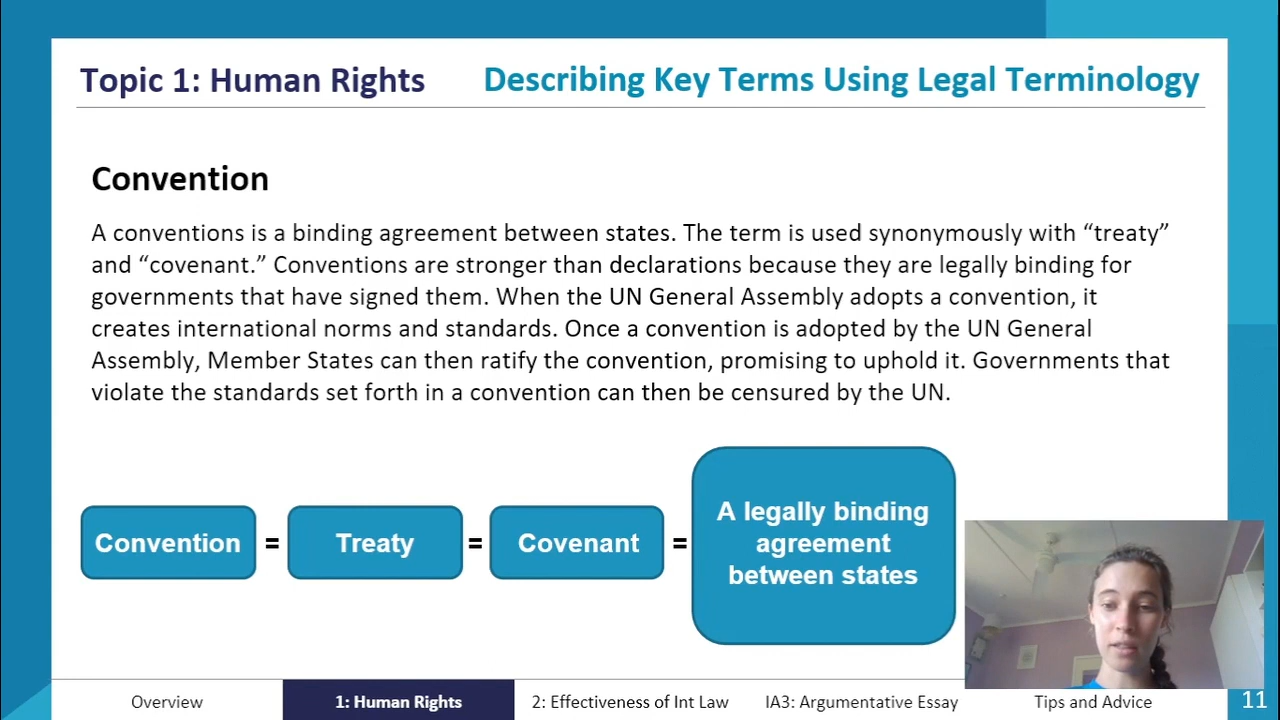 Topic 1: Human Rights
Describing Key Terms Using Legal Terminology
Convention
A conventions is a binding agreement between states. The term is used synonymously with “treaty”
and “covenant.” Conventions are stronger than declarations because they are legally binding for
governments that have signed them. When the UN General Assembly adopts a convention, it
creates international norms and standards. Once a convention is adopted by the UN General
Assembly, Member States can then ratify the convention, promising to uphold it. Governments that
violate the standards set forth in a convention can then be censured by the UN.
Convention = Treaty = Covenant =
A legally binding
agreement
between states
Overview
1: Human Rights
2: Effectiveness of Int Law
IA3: Argumentative Essay
Tips and Advice
11